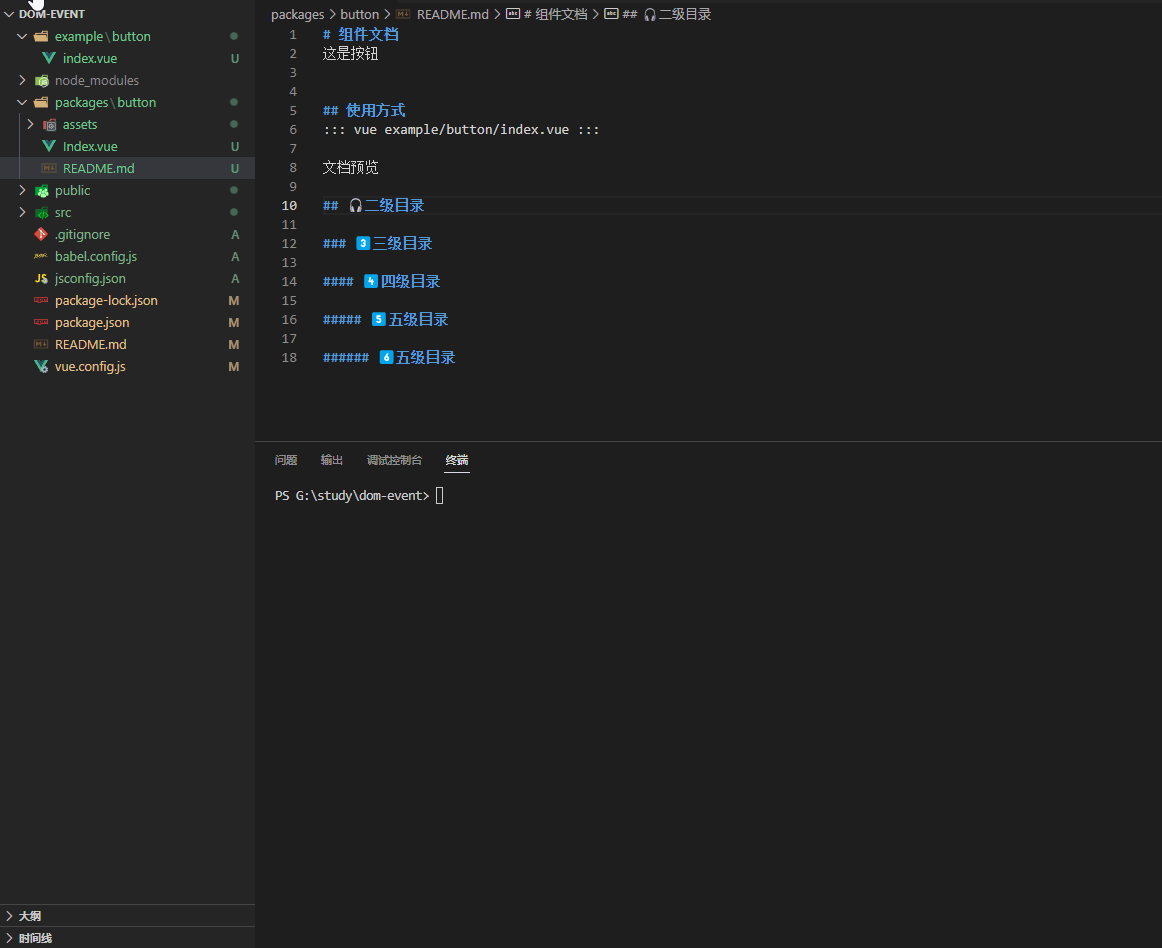 DOM-EVENT
example\button
index.vue U
node_modules
packages\button
assets
Index.vue U
README.md U
public
src
.gitignore A
babel.config.js A
jsconfig.json A
package-lock.json M
package.json M
README.md M
vue.config.js M
大纲
时间线
packages > button > README.md > # 组件文档 > ## 🎧二级目录
1 # 组件文档
2 这是按钮
3
4
5 ## 使用方式
6 ::: vue example/button/index.vue :::
7
8 文档预览
9
10 ## 🎧二级目录
11
12 ### 3️⃣三级目录
13
14 #### 4️⃣四级目录
15
16 ##### 5️⃣五级目录
17
18 ###### 6️⃣五级目录
问题 输出 调试控制台 终端
PS G:\study\dom-event>